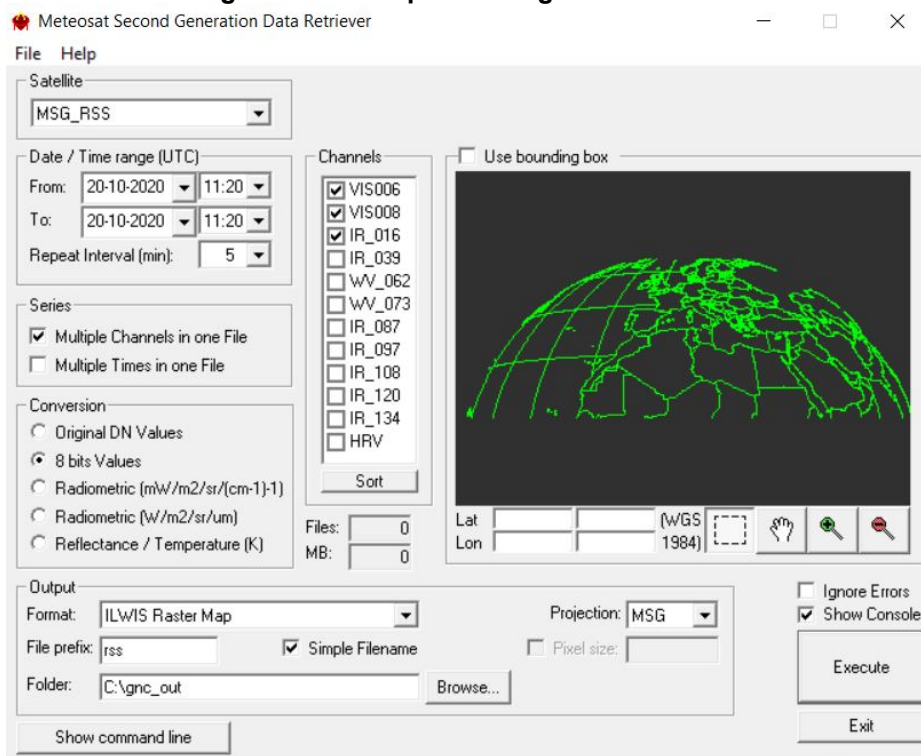 Meteosat Second Generation Data Retriever
File Help
Satellite
MSG_RSS
Date / Time range (UTC)
From: 20-10-2020 11:20
To: 20-10-2020 11:20
Repeat Interval (min): 5
Series
Multiple Channels in one File
Multiple Times in one File
Conversion
Original DN Values
8 bits Values
Radiometric (mW/m2/sr/(cm-1)-1)
Radiometric (W/m2/sr/um)
Reflectance / Temperature (K)
Channels
VIS006
VIS008
IR_016
IR_039
WV_062
WV_073
IR_087
IR_097
IR_108
IR_120
IR_134
HRV
Sort
Files: 0
MB: 0
Use bounding box
Lat
Lon
(WGS
1984)
Output
Format: ILWIS Raster Map
Projection: MSG
File prefix: rss
Simple Filename
Pixel size:
Folder: C:\gnc_out
Browse...
Ignore Errors
Show Console
Execute
Exit
Show command line